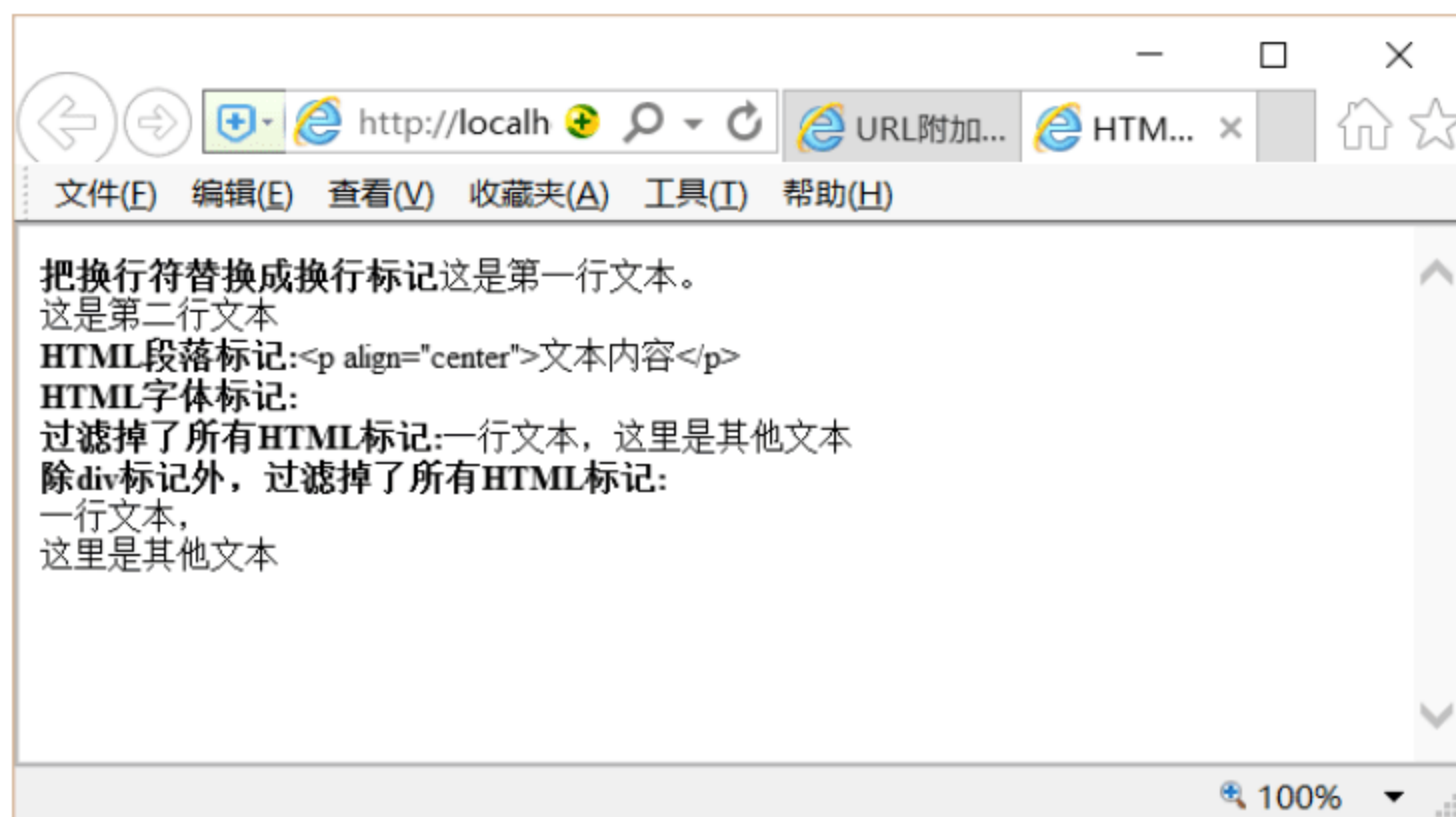 http://localh
URL附加...
HTM...
文件(F) 编辑(E) 查看(V) 收藏夹(A) 工具(T) 帮助(H)
把换行符替换成换行标记这是第一行文本。
这是第二行文本
HTML段落标记:<p align="center">文本内容</p>
HTML字体标记:
过滤掉了所有HTML标记:一行文本，这里是其他文本
除div标记外，过滤掉了所有HTML标记:
一行文本，
这里是其他文本
100%